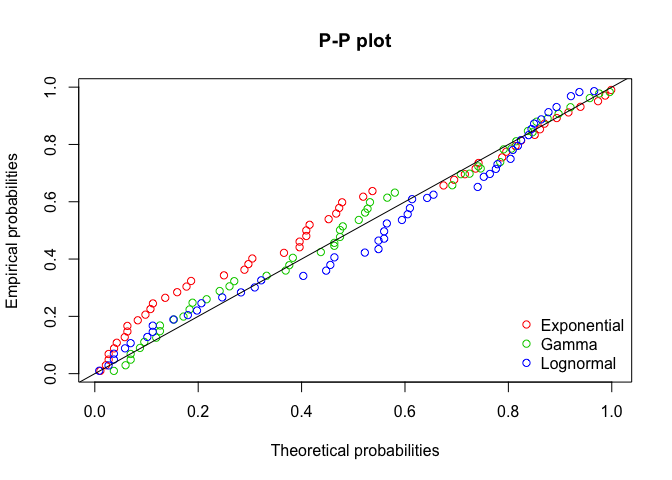 P-P plot
Empirical probabilities
1.0
0.8
0.6
0.4
0.2
0.0
Exponential
Gamma
Lognormal
0.0 0.2 0.4 0.6 0.8 1.0
Theoretical probabilities